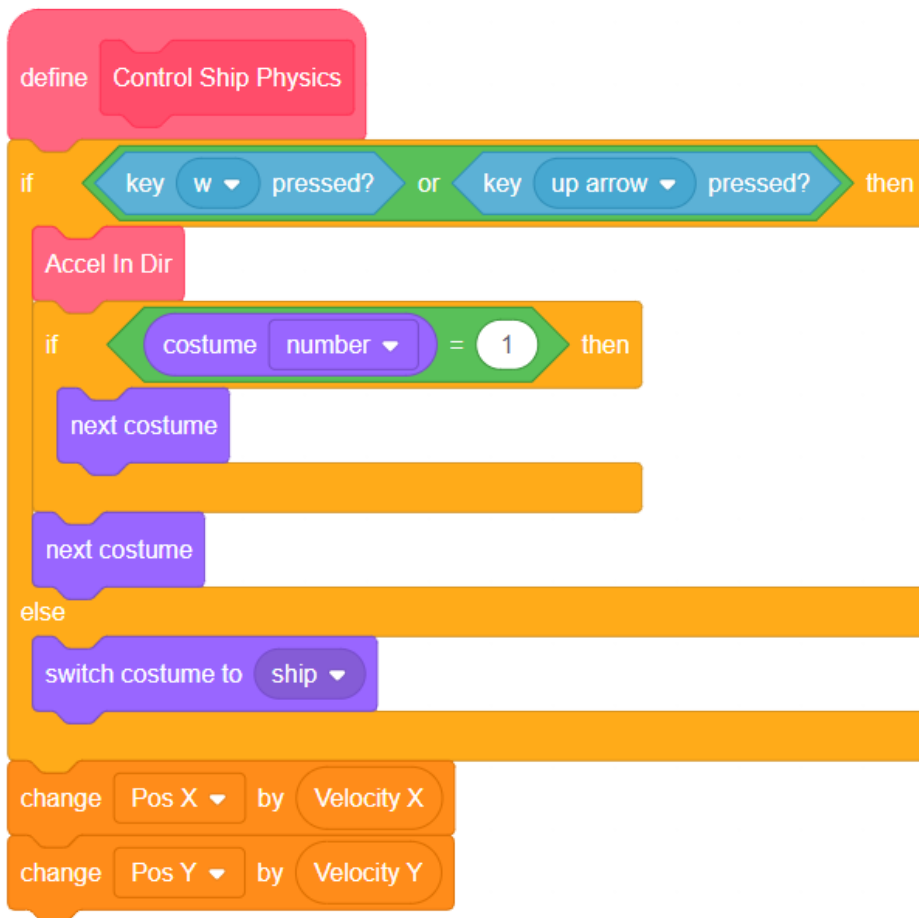 define Control Ship Physics
if key w pressed? or key up arrow pressed? then
Accel In Dir
if costume number = 1 then
next costume
next costume
else
switch costume to ship
change Pos X by Velocity X
change Pos Y by Velocity Y